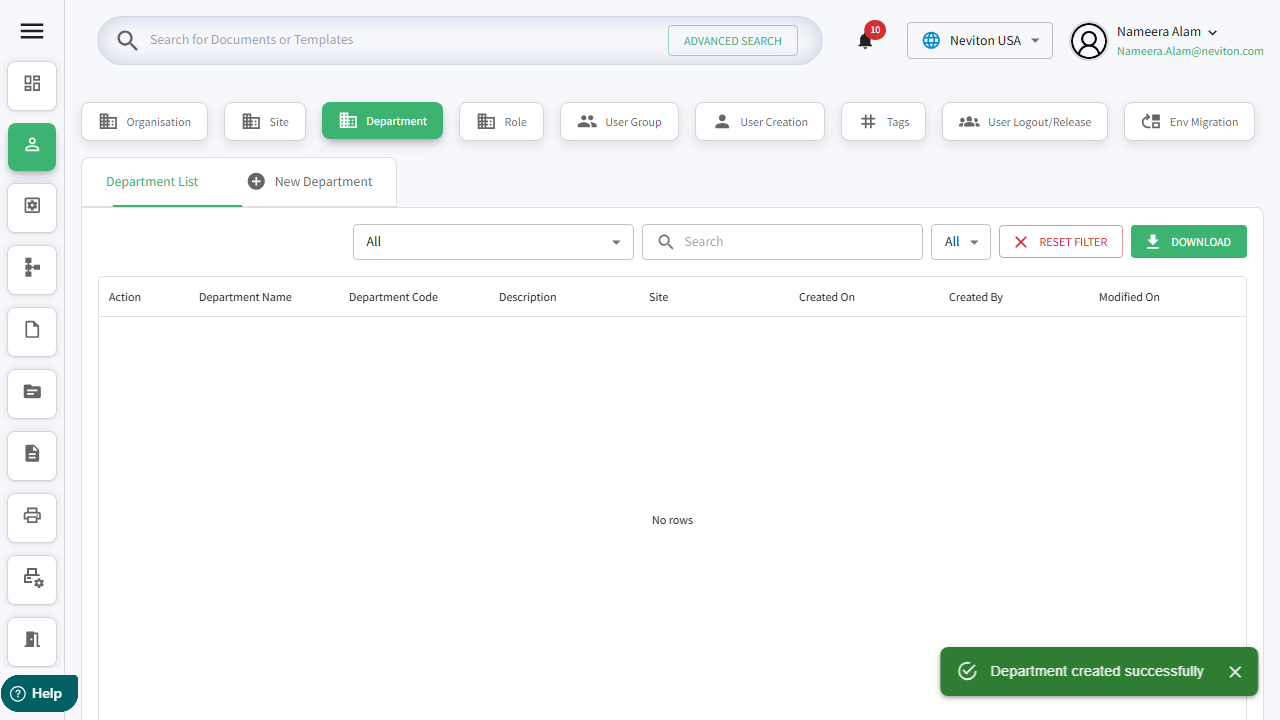 Search for Documents or Templates
ADVANCED SEARCH
10
Neviton USA
Nameera Alam
Nameera.Alam@neviton.com
Organisation
Site
Department
Role
User Group
User Creation
Tags
User Logout/Release
Env Migration
Department List
New Department
All
Search
All
RESET FILTER
DOWNLOAD
Action
Department Name
Department Code
Description
Site
Created On
Created By
Modified On
No rows
Department created successfully
Help